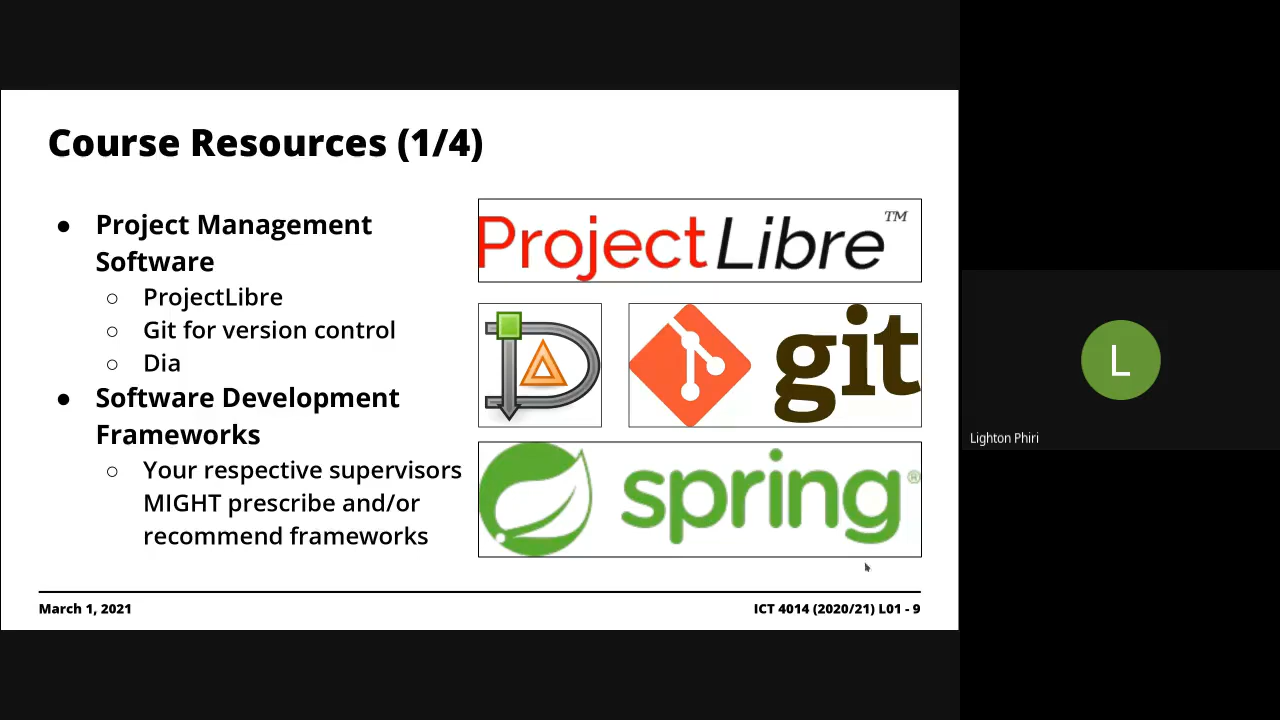 Course Resources (1/4)
● Project Management
Software
○ ProjectLibre
○ Git for version control
○ Dia
● Software Development
Frameworks
○ Your respective supervisors
MIGHT prescribe and/or
recommend frameworks
ProjectLibre™
git
spring®
March 1, 2021
ICT 4014 (2020/21) L01 - 9
L
Lighton Phiri